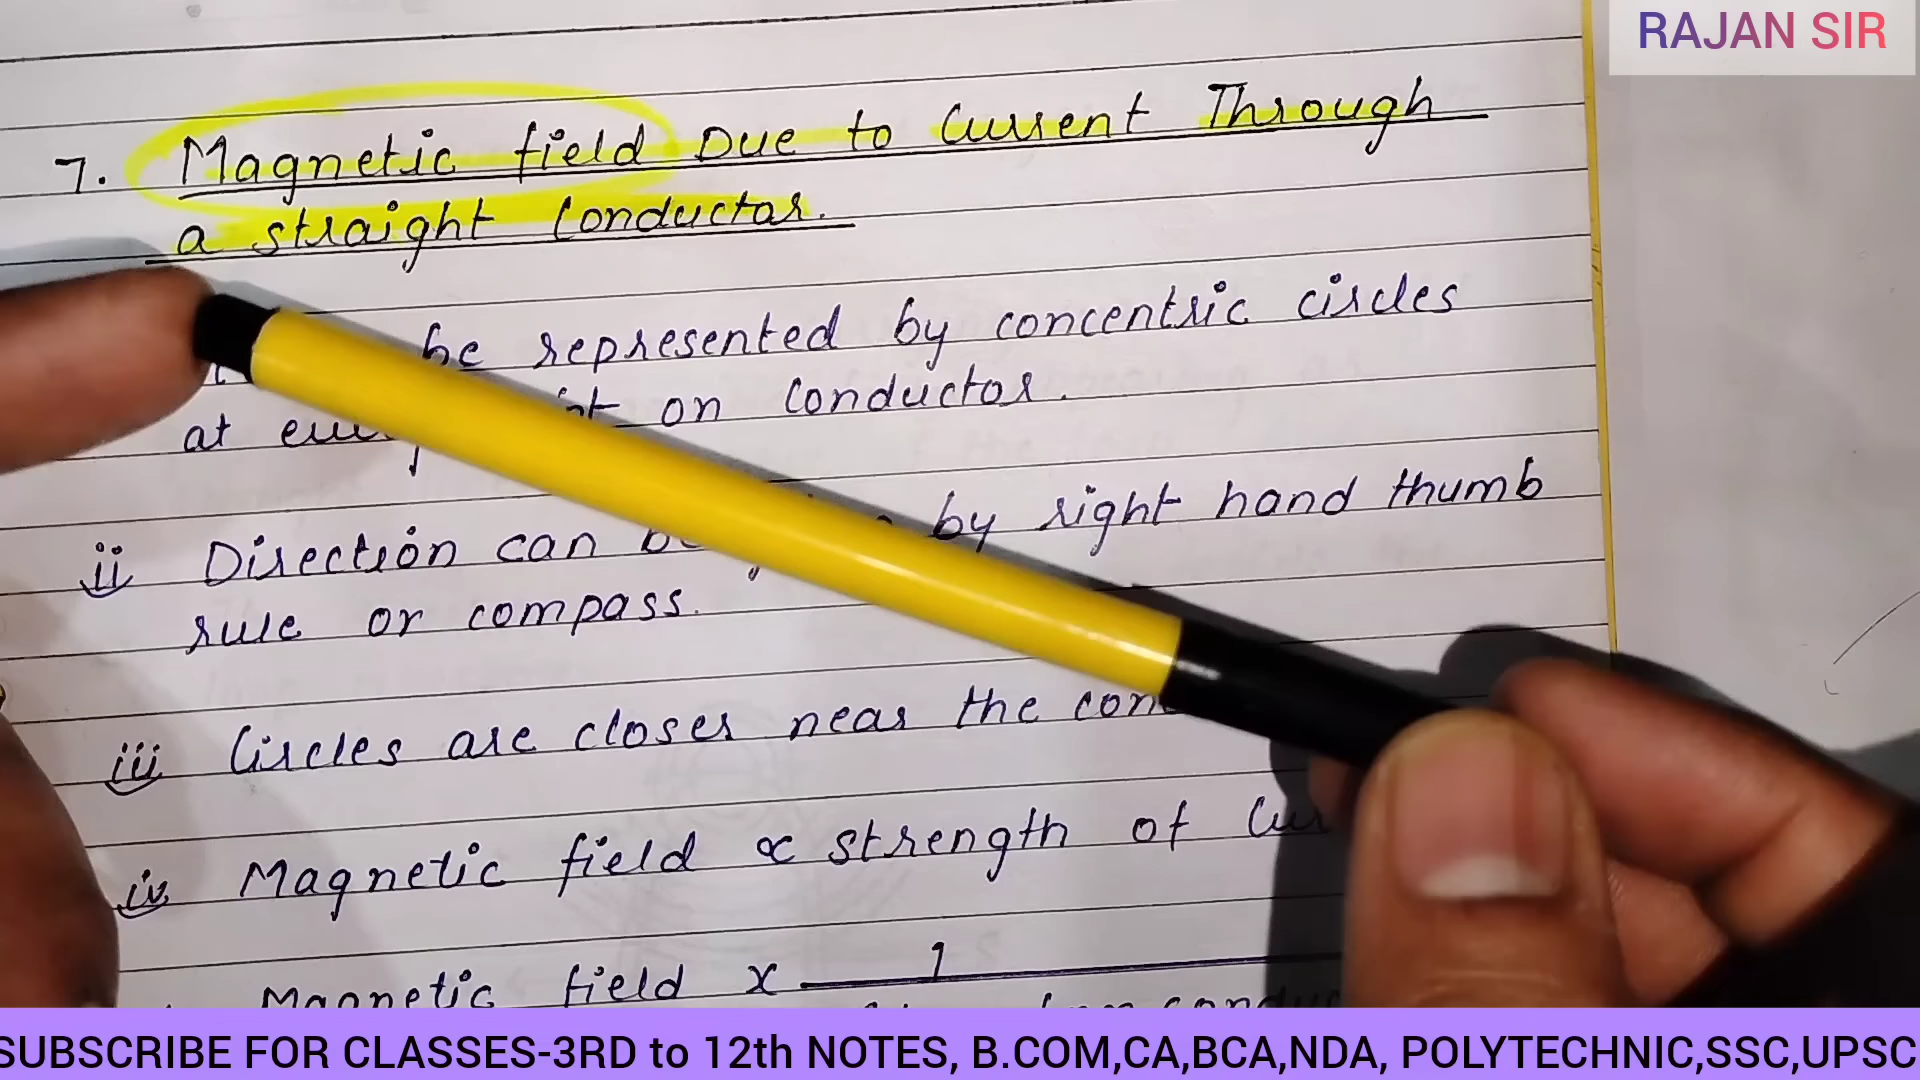 RAJAN SIR
7. Magnetic field Due to Current Through
a straight Conductor.
be represented by concentric circles
at on Conductor.
ii Direction can by right hand thumb
rule or compass.
iii Circles are closer near the
iv Magnetic field ∝ strength of
Magnetic field ∝ 1
SUBSCRIBE FOR CLASSES-3RD to 12th NOTES, B.COM,CA,BCA,NDA, POLYTECHNIC,SSC,UPSC